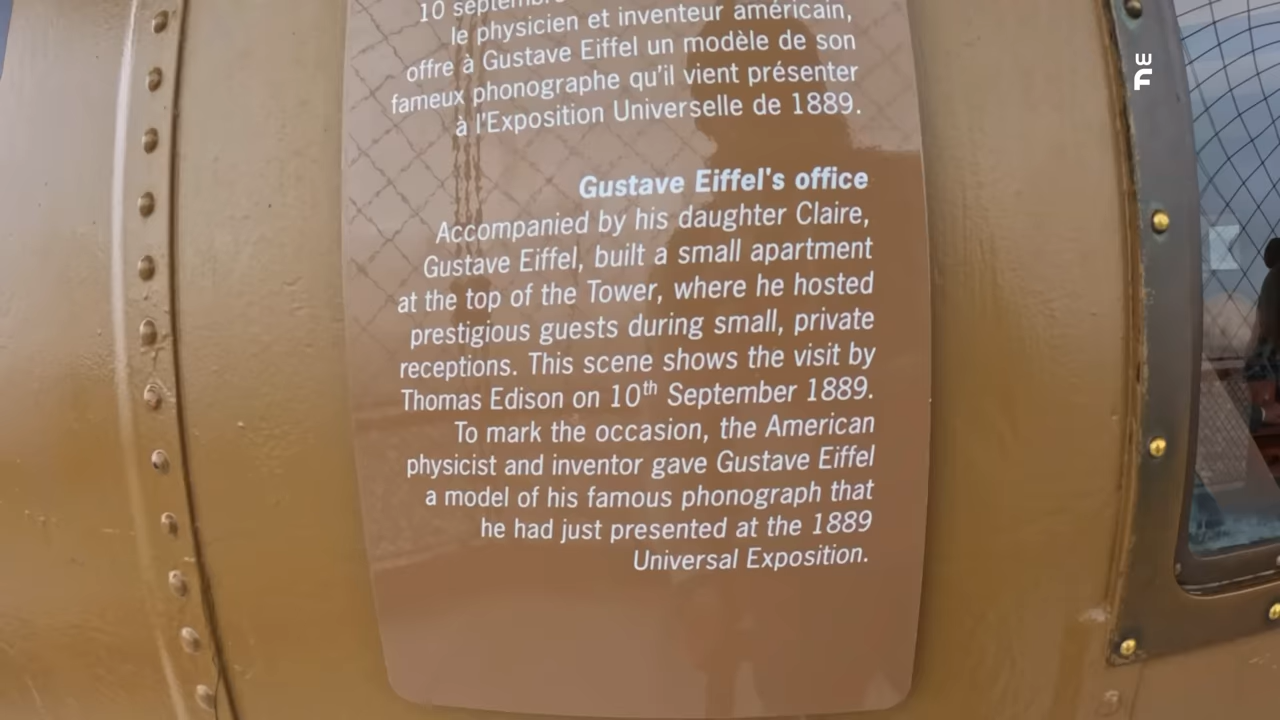 10 septembre
le physicien et inventeur américain,
offre à Gustave Eiffel un modèle de son
fameux phonographe qu'il vient présenter
à l'Exposition Universelle de 1889.
Gustave Eiffel's office
Accompanied by his daughter Claire,
Gustave Eiffel, built a small apartment
at the top of the Tower, where he hosted
prestigious guests during small, private
receptions. This scene shows the visit by
Thomas Edison on 10th September 1889.
To mark the occasion, the American
physicist and inventor gave Gustave Eiffel
a model of his famous phonograph that
he had just presented at the 1889
Universal Exposition.
WF